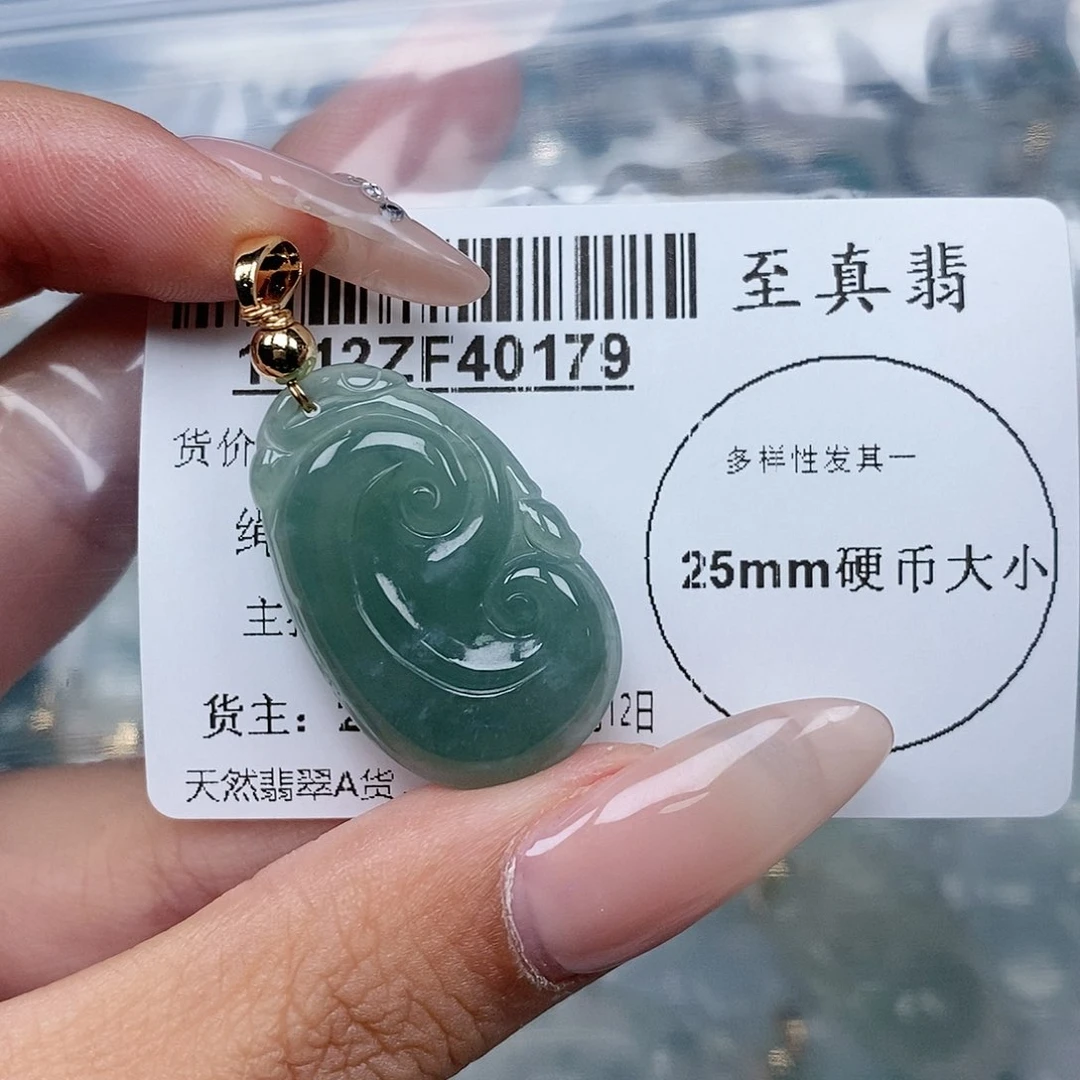 至真翡
12ZF40179
货价
多样性发其一
25mm硬币大小
主
货主：
12日
天然翡翠A货